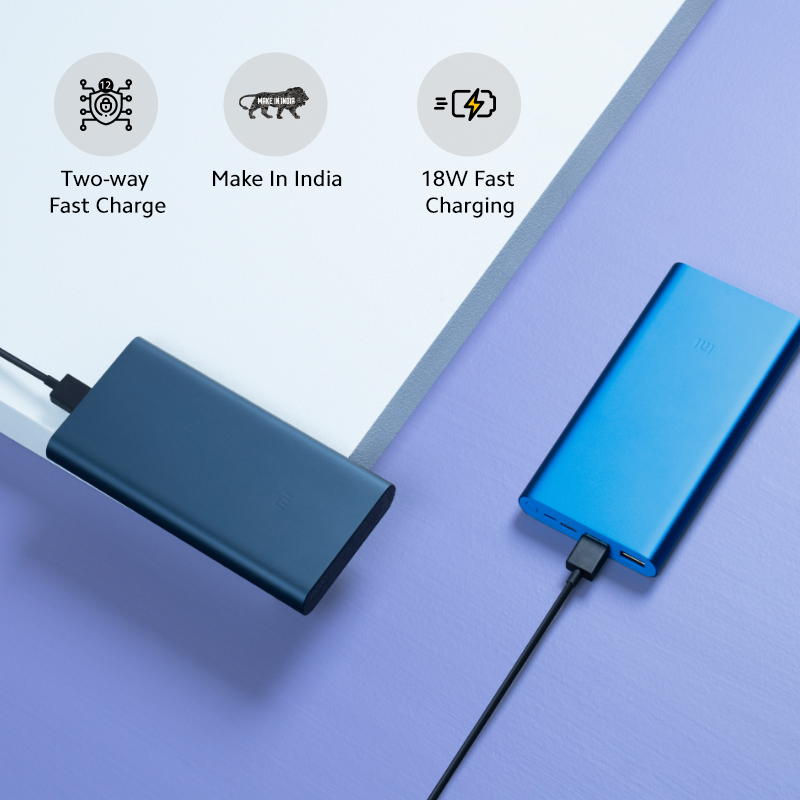 12
MAKE IN INDIA
Two-way
Fast Charge
Make In India
18W Fast
Charging
mi
mi